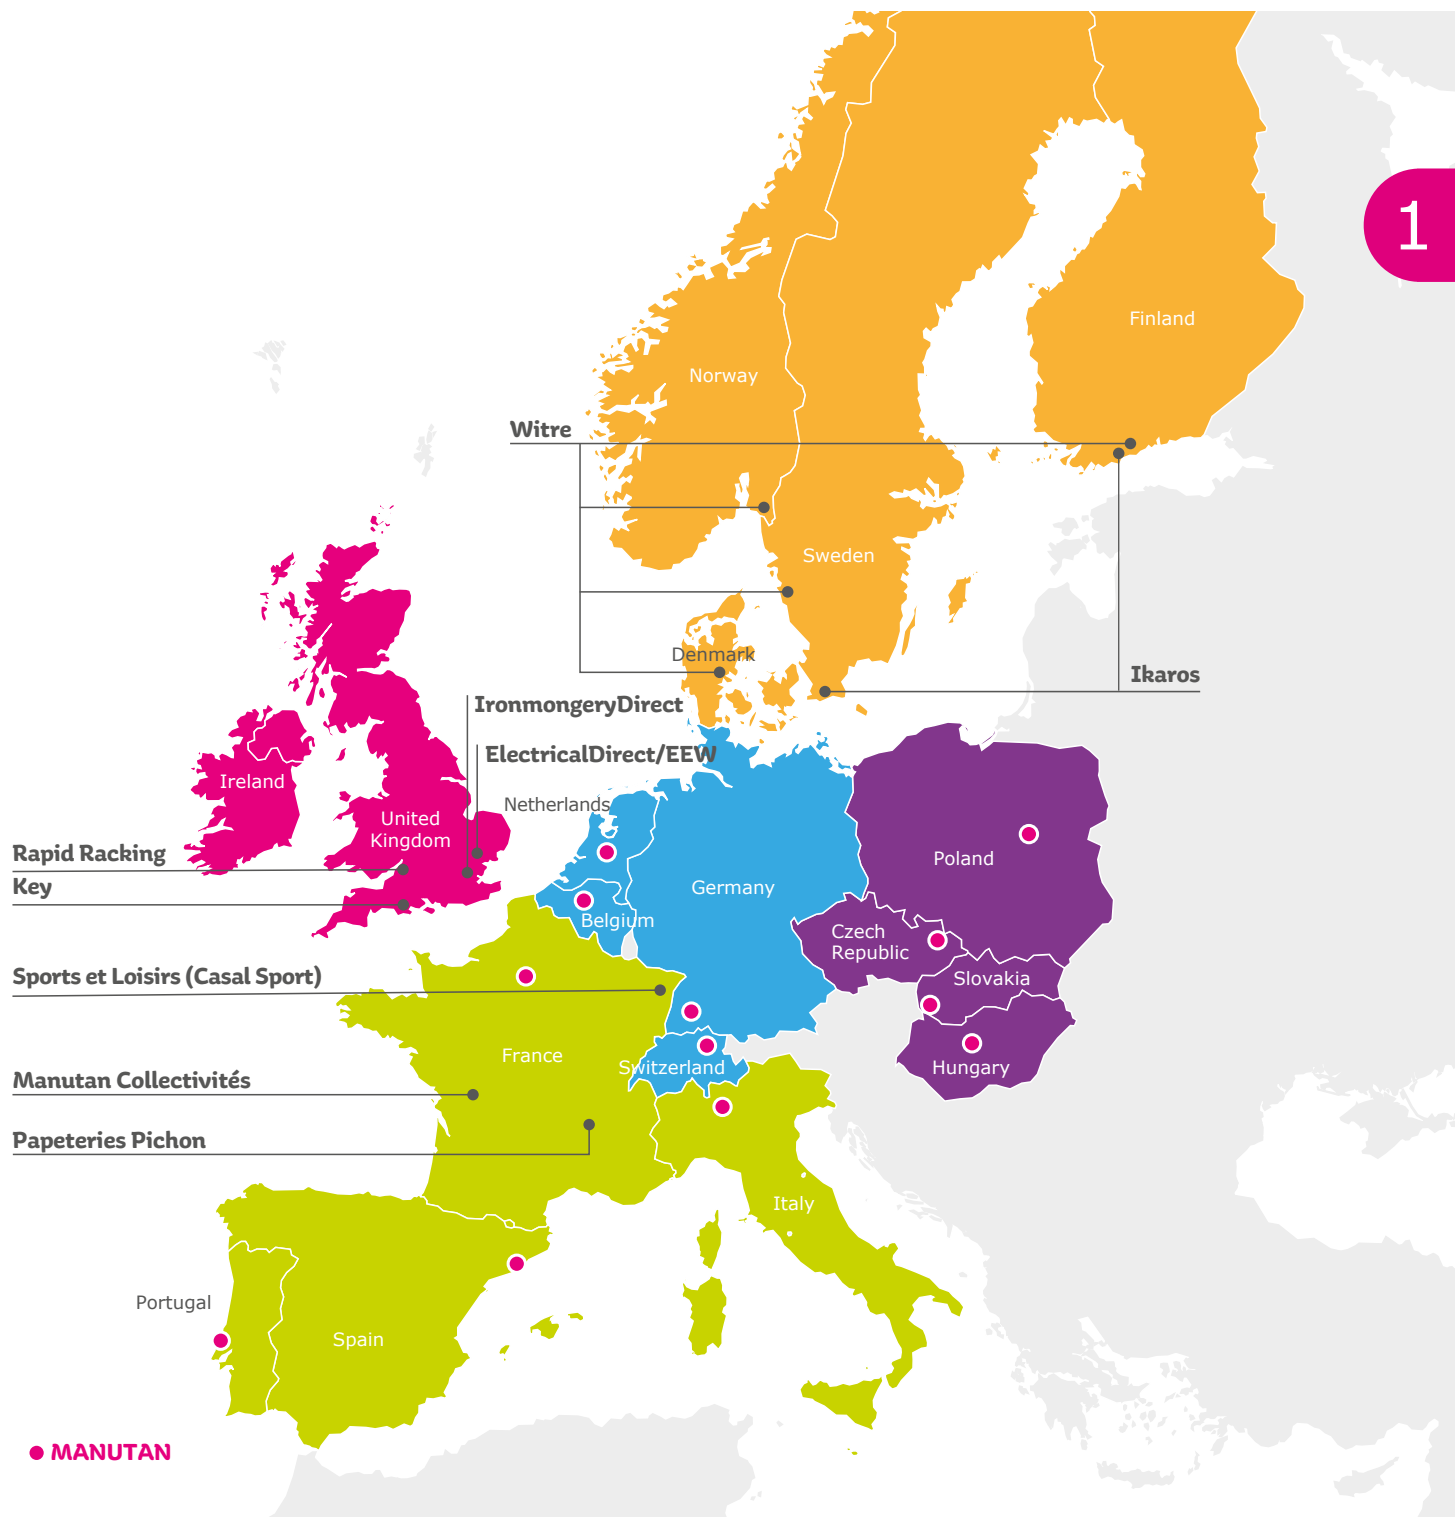 1
Finland
Norway
Witre
Sweden
Denmark
Ikaros
IronmongeryDirect
ElectricalDirect/EEW
Ireland
Netherlands
United
Kingdom
Rapid Racking
Poland
Key
Germany
Belgium
Czech
Republic
Sports et Loisirs (Casal Sport)
Slovakia
France
Switzerland
Hungary
Manutan Collectivités
Papeteries Pichon
Italy
Portugal
Spain
MANUTAN